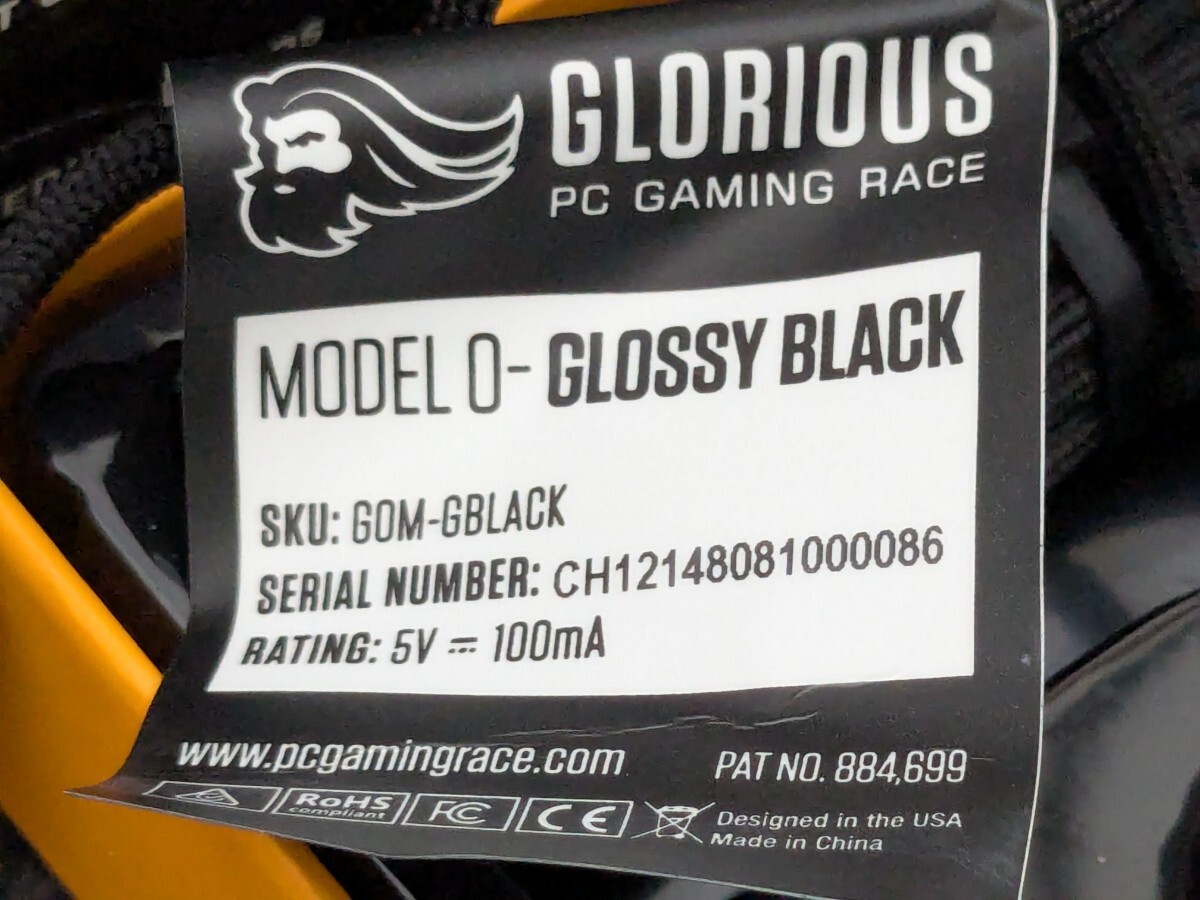 GLORIOUS
PC GAMING RACE
MODEL O- GLOSSY BLACK
SKU: GOM-GBLACK
SERIAL NUMBER: CH12148081000086
RATING: 5V ⎓ 100mA
www.pcgamingrace.com
PAT NO. 884,699
RoHS
compliant
FC
CE
Designed in the USA
Made in China